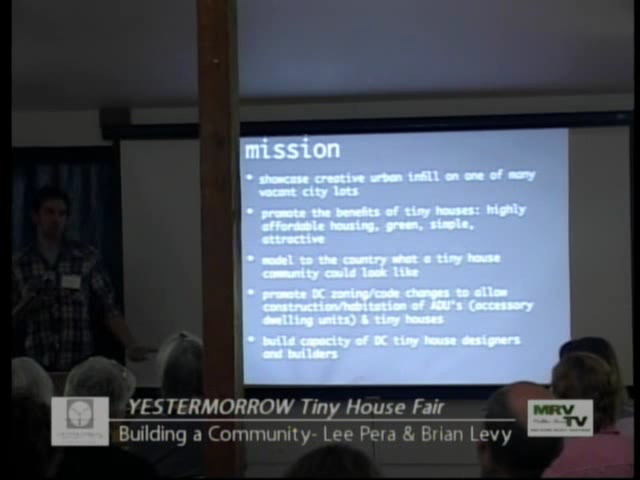 mission
* showcase creative urban infill on one of many
vacant city lots
* promote the benefits of tiny houses: highly
affordable housing, green, simple,
attractive
* model to the country what a tiny house
community could look like
* promote DC zoning/code changes to allow
construction/habitation of ADU's (accessory
dwelling units) & tiny houses
* build capacity of DC tiny house designers
and builders
YESTERMORROW Tiny House Fair
Building a Community- Lee Pera & Brian Levy
MRV
TV